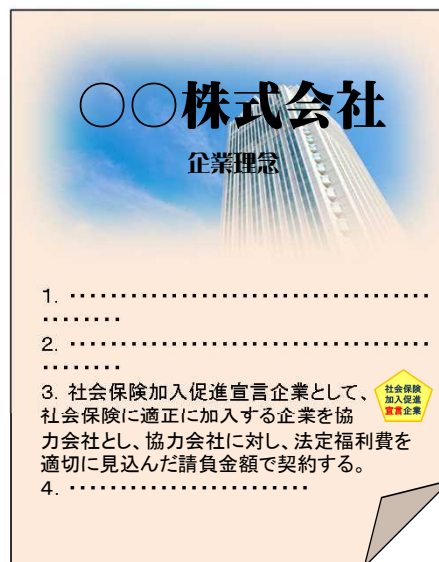 ○○株式会社
企業理念
1. ・・・・・・・・・・・・・・・・・・・・・・・・・・・・・・・・・・・
・・・・・・・・
2. ・・・・・・・・・・・・・・・・・・・・・・・・・・・・・・・・・・・
・・・・・・・・
3. 社会保険加入促進宣言企業として、
社会保険に適正に加入する企業を協
力会社とし、協力会社に対し、法定福利費を
適切に見込んだ請負金額で契約する。
社会保険
加入促進
宣言企業
4. ・・・・・・・・・・・・・・・・・・・・・・・